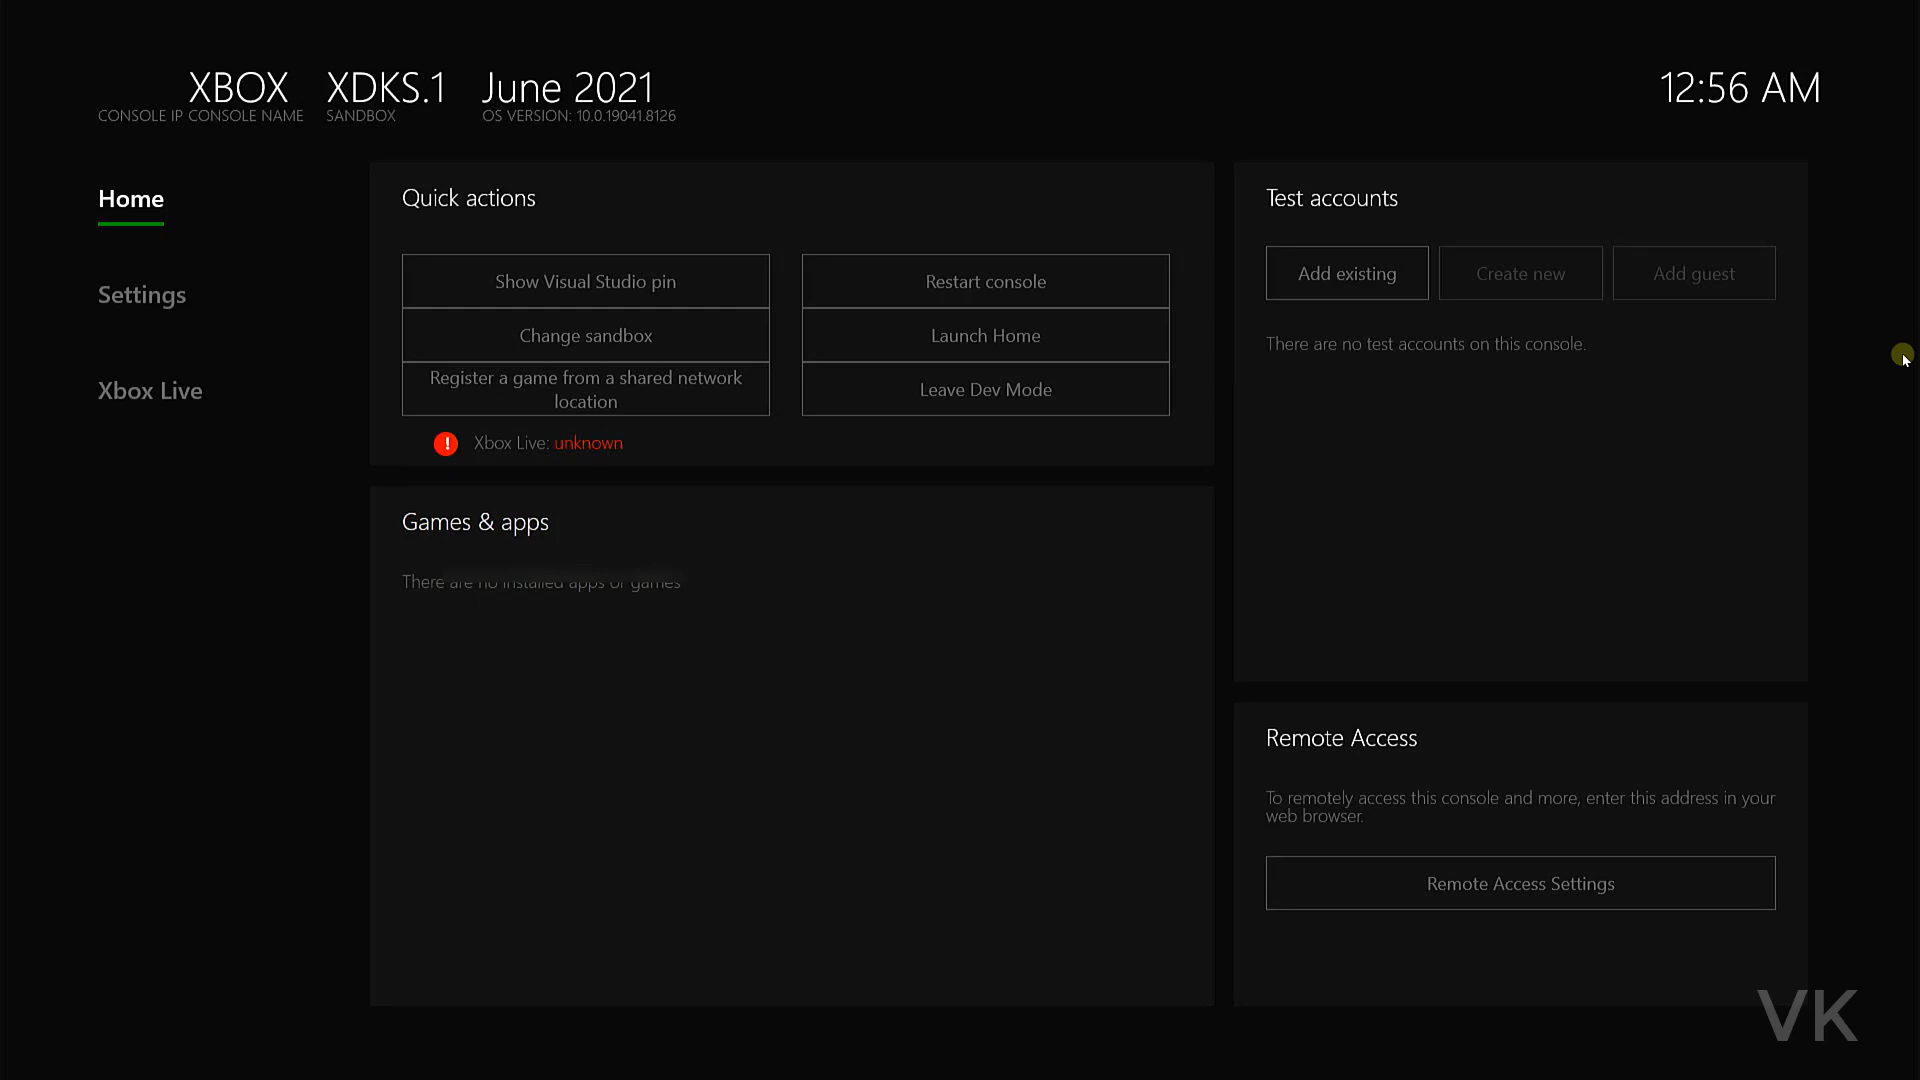 XBOX XDKS.1 June 2021
CONSOLE IP CONSOLE NAME SANDBOX OS VERSION: 10.0.19041.8126
12:56 AM
Home
Settings
Xbox Live
Quick actions
Show Visual Studio pin
Change sandbox
Register a game from a shared network
location
Restart console
Launch Home
Leave Dev Mode
! Xbox Live: unknown
Games & apps
There are no installed apps or games
Test accounts
Add existing
Create new
Add guest
There are no test accounts on this console.
Remote Access
To remotely access this console and more, enter this address in your
web browser.
Remote Access Settings
VK